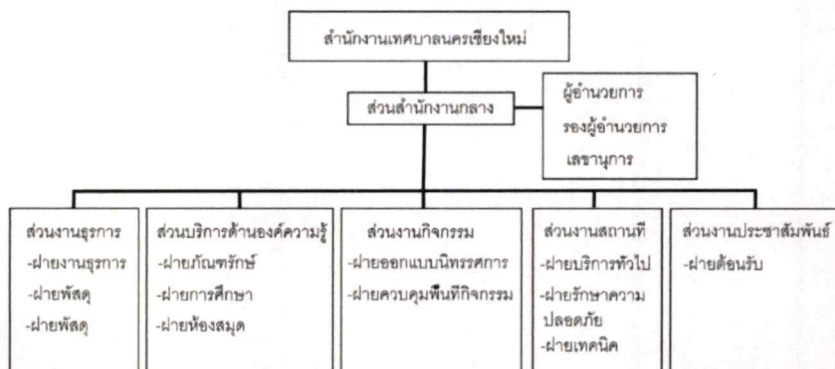 สำนักงานเทศบาลนครเชียงใหม่
ส่วนสำนักงานกลาง
ผู้อำนวยการ
รองผู้อำนวยการ
เลขานุการ
ส่วนงานธุรการ
-ฝ่ายงานธุรการ
-ฝ่ายพัสดุ
-ฝ่ายพัสดุ
ส่วนบริการด้านองค์ความรู้
-ฝ่ายภัณฑรักษ์
-ฝ่ายการศึกษา
-ฝ่ายห้องสมุด
ส่วนงานกิจกรรม
-ฝ่ายออกแบบนิทรรศการ
-ฝ่ายควบคุมพื้นที่กิจกรรม
ส่วนงานสถานที่
-ฝ่ายบริการทั่วไป
-ฝ่ายรักษาความ
ปลอดภัย
-ฝ่ายเทคนิค
ส่วนงานประชาสัมพันธ์
-ฝ่ายต้อนรับ